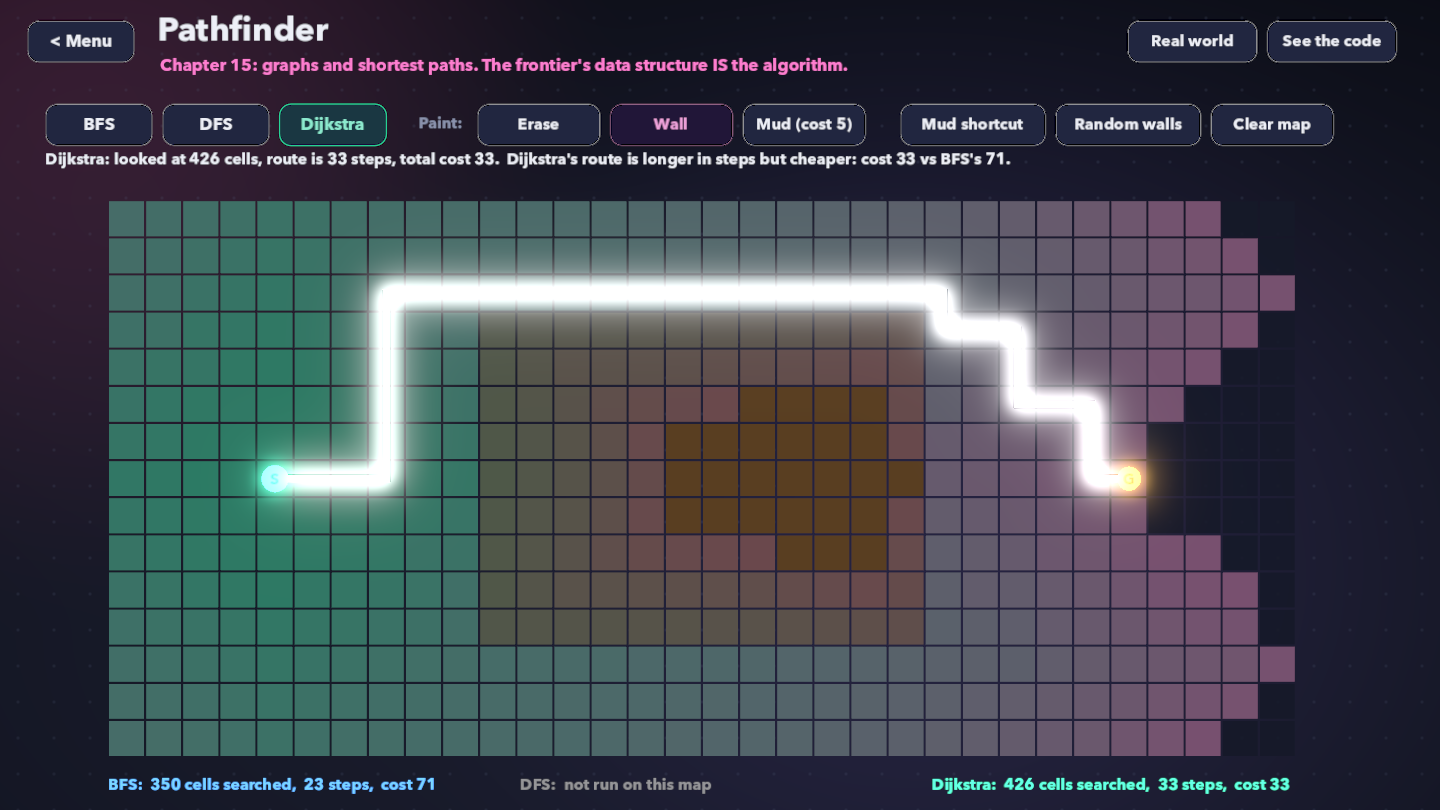 < Menu
Pathfinder
Real world
See the code
Chapter 15: graphs and shortest paths. The frontier's data structure IS the algorithm.
BFS
DFS
Dijkstra
Paint:
Erase
Wall
Mud (cost 5)
Mud shortcut
Random walls
Clear map
Dijkstra: looked at 426 cells, route is 33 steps, total cost 33. Dijkstra's route is longer in steps but cheaper: cost 33 vs BFS's 71.
S
G
BFS: 350 cells searched, 23 steps, cost 71
DFS: not run on this map
Dijkstra: 426 cells searched, 33 steps, cost 33